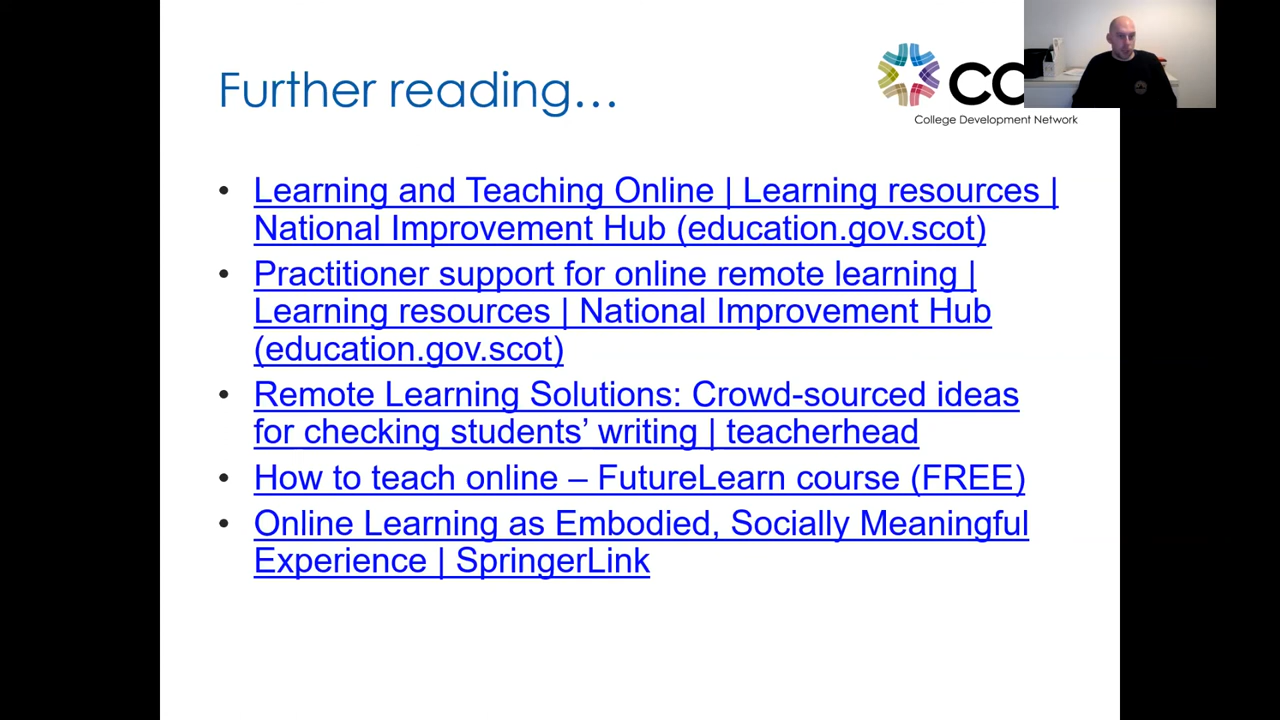 Further reading...
College Development Network
• Learning and Teaching Online | Learning resources |
National Improvement Hub (education.gov.scot)
• Practitioner support for online remote learning |
Learning resources | National Improvement Hub
(education.gov.scot)
• Remote Learning Solutions: Crowd-sourced ideas
for checking students’ writing | teacherhead
• How to teach online – FutureLearn course (FREE)
• Online Learning as Embodied, Socially Meaningful
Experience | SpringerLink